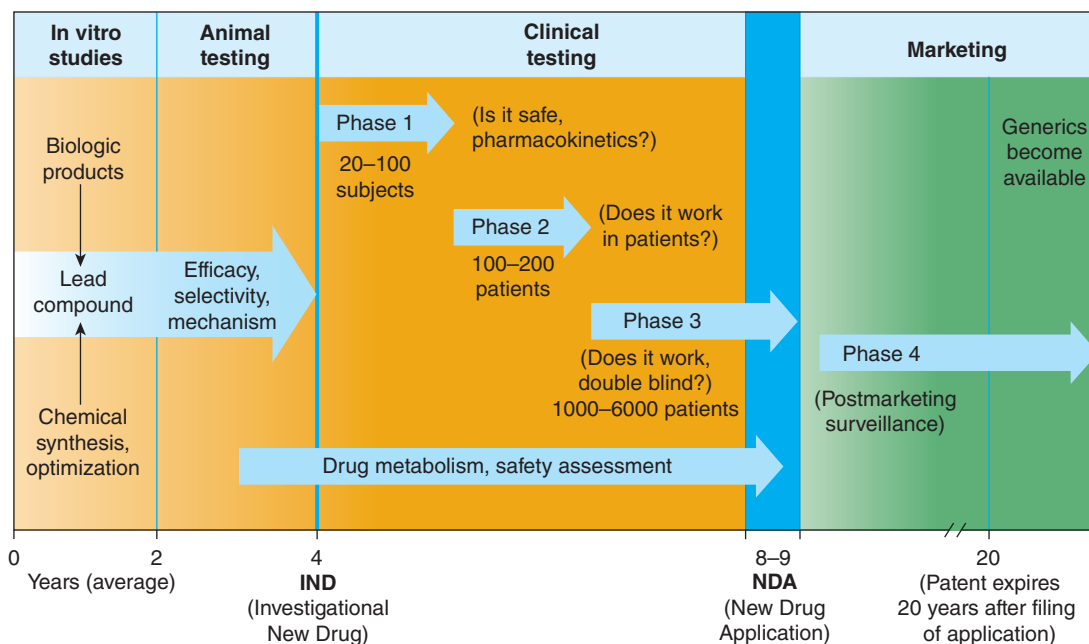 In vitro
studies
Animal
testing
Clinical
testing
Marketing
Biologic
products
Lead
compound
Chemical
synthesis,
optimization
Efficacy,
selectivity,
mechanism
Phase 1
20–100
subjects
(Is it safe,
pharmacokinetics?)
Phase 2
100–200
patients
(Does it work
in patients?)
Phase 3
(Does it work,
double blind?)
1000–6000 patients
Drug metabolism, safety assessment
Generics
become
available
Phase 4
(Postmarketing
surveillance)
0
2
4
8–9
20
Years (average)
IND
(Investigational
New Drug)
NDA
(New Drug
Application)
(Patent expires
20 years after filing
of application)